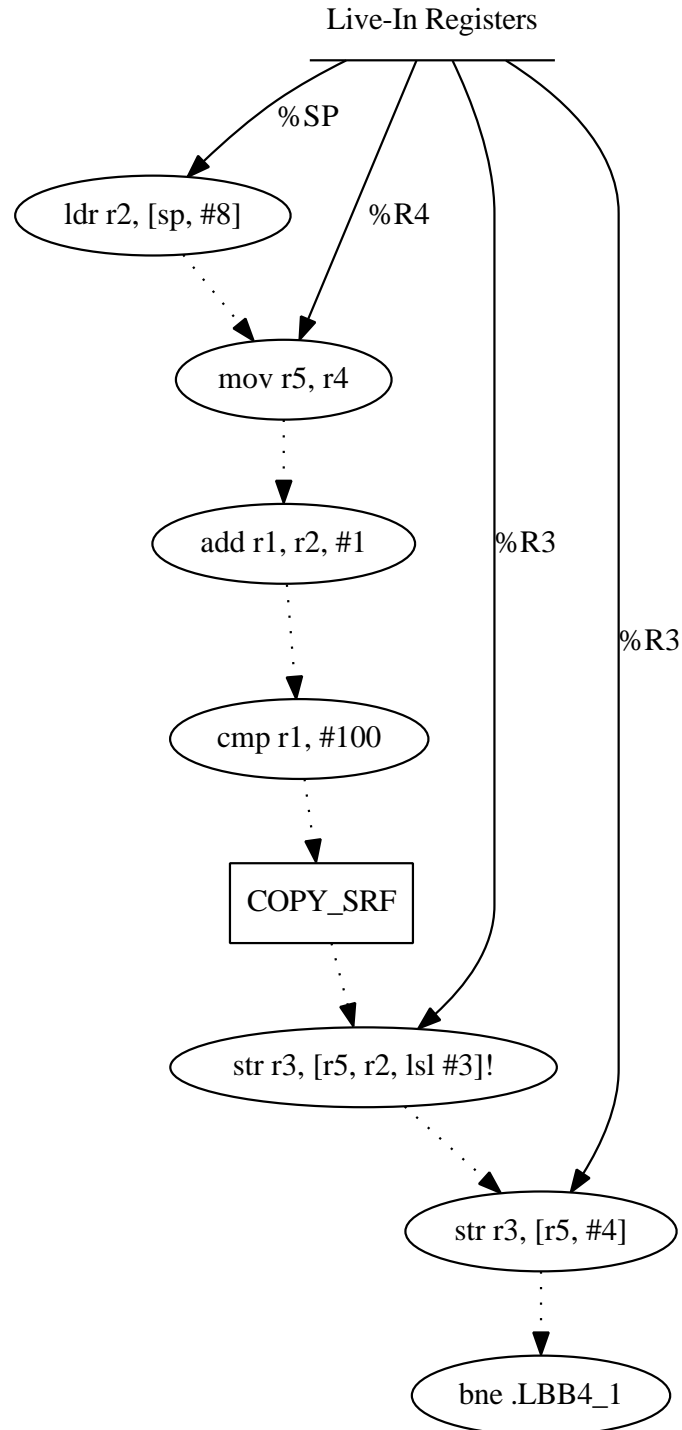 Live-In Registers
%SP
ldr r2, [sp, #8]
%R4
mov r5, r4
add r1, r2, #1
%R3
%R3
cmp r1, #100
COPY_SRF
str r3, [r5, r2, lsl #3]!
str r3, [r5, #4]
bne .LBB4_1